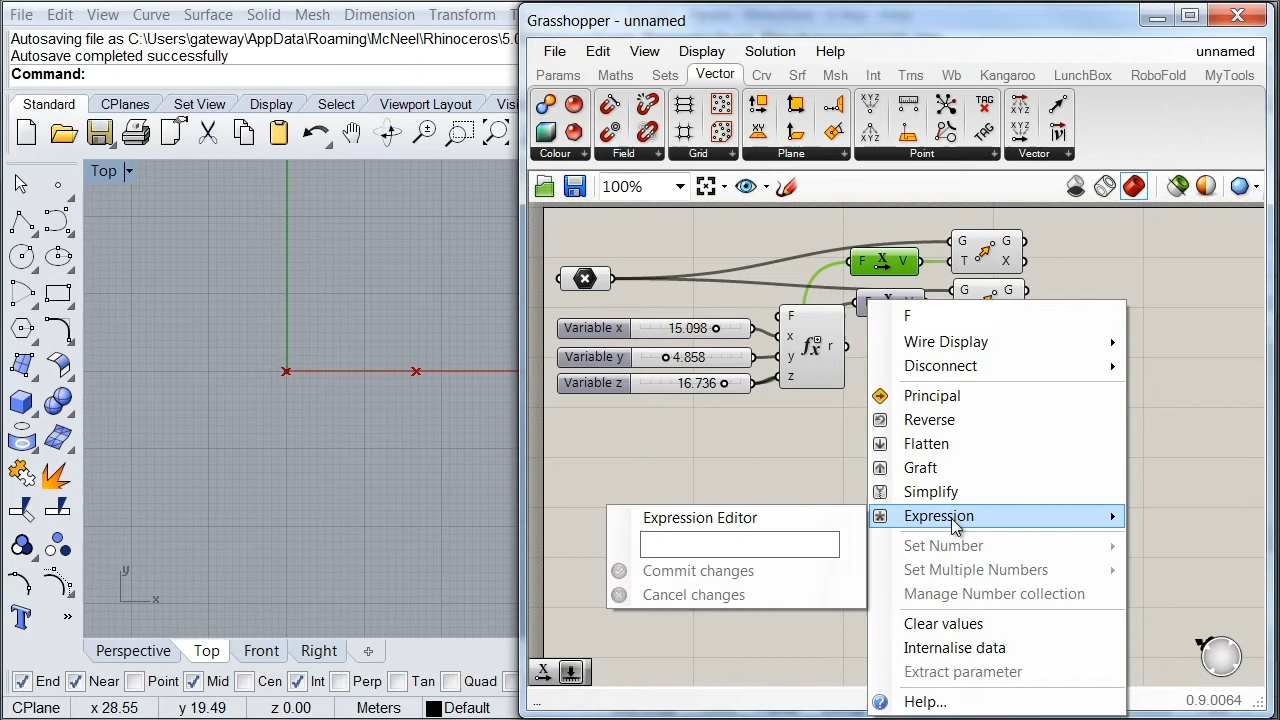 File Edit View Curve Surface Solid Mesh Dimension Transform
Autosaving file as C:\Users\gateway\AppData\Roaming\McNeel\Rhinoceros\5.0
Autosave completed successfully
Command:
Standard CPlanes Set View Display Select Viewport Layout
Top
y
x
Perspective Top Front Right
End Near Point Mid Cen Int Perp Tan Quad
CPlane x 28.55 y 19.49 z 0.00 Meters Default
Grasshopper - unnamed
File Edit View Display Solution Help unnamed
Params Maths Sets Vector Crv Srf Msh Int Trns Wb Kangaroo LunchBox RoboFold MyTools
Colour Field Grid Plane Point Vector
100%
F X V
G G
T X
G G
Variable x 15.098
Variable y 4.858
Variable z 16.736
F
x
y
z
fx
r
F
Wire Display
Disconnect
Principal
Reverse
Flatten
Graft
Simplify
Expression
Set Number
Set Multiple Numbers
Manage Number collection
Clear values
Internalise data
Extract parameter
Help...
Expression Editor
Commit changes
Cancel changes
...
0.9.0064